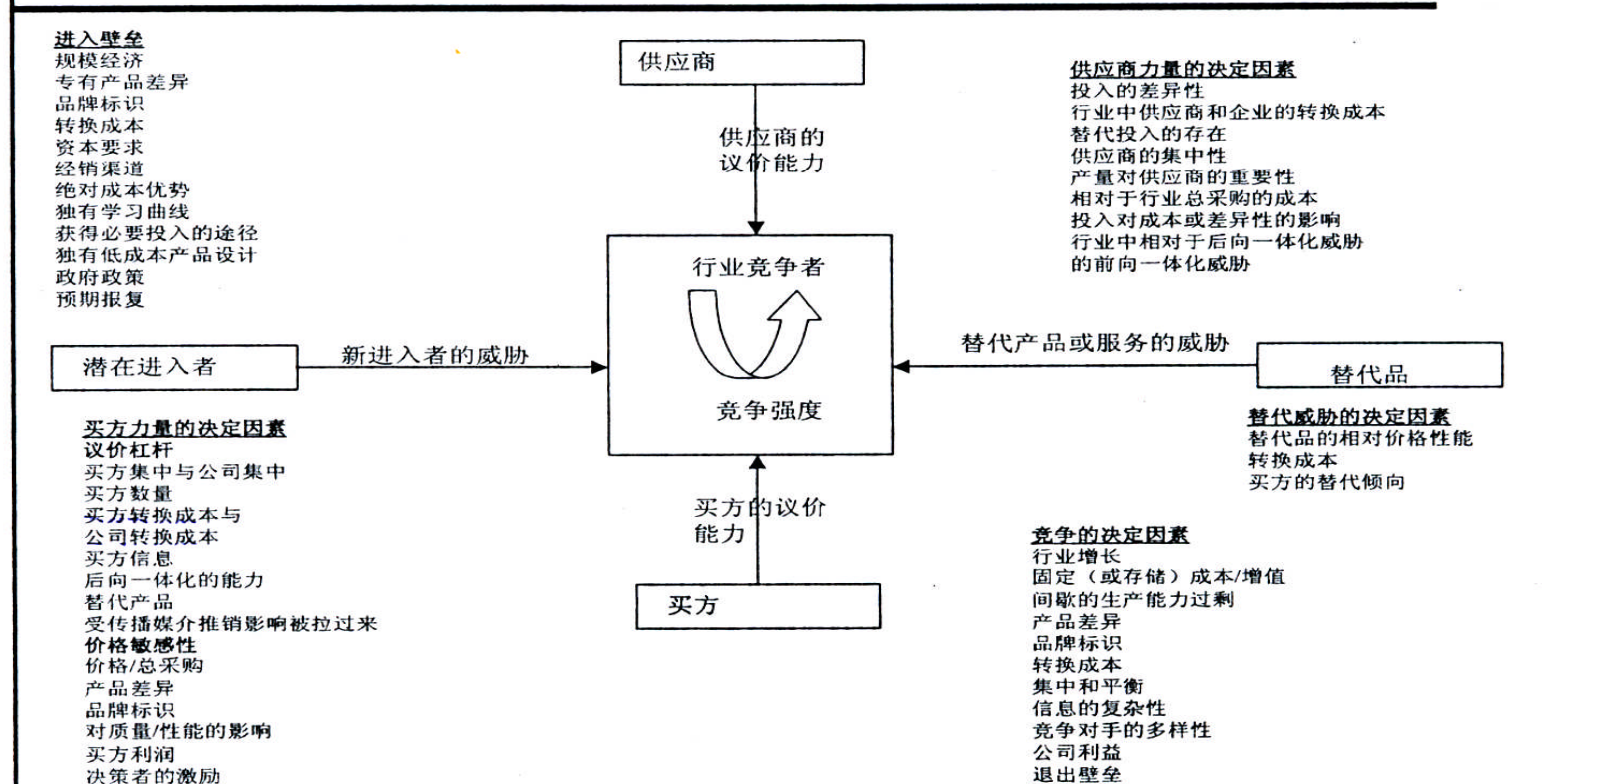 进入壁垒
规模经济
专有产品差异
品牌标识
转换成本
资本要求
经销渠道
绝对成本优势
独有学习曲线
获得必要投入的途径
独有低成本产品设计
政府政策
预期报复
供应商
供应商的
议价能力
供应商力量的决定因素
投入的差异性
行业中供应商和企业的转换成本
替代投入的存在
供应商的集中性
产量对供应商的重要性
相对于行业总采购的成本
投入对成本或差异性的影响
行业中相对于后向一体化威胁
的前向一体化威胁
潜在进入者
新进入者的威胁
行业竞争者
竞争强度
替代产品或服务的威胁
替代品
买方力量的决定因素
议价杠杆
买方集中与公司集中
买方数量
买方转换成本与
公司转换成本
买方信息
后向一体化的能力
替代产品
受传播媒介推销影响被拉过来
价格敏感性
价格/总采购
产品差异
品牌标识
对质量/性能的影响
买方利润
决策者的激励
买方的议价
能力
买方
替代威胁的决定因素
替代品的相对价格性能
转换成本
买方的替代倾向
竞争的决定因素
行业增长
固定（或存储）成本/增值
间歇的生产能力过剩
产品差异
品牌标识
转换成本
集中和平衡
信息的复杂性
竞争对手的多样性
公司利益
退出壁垒